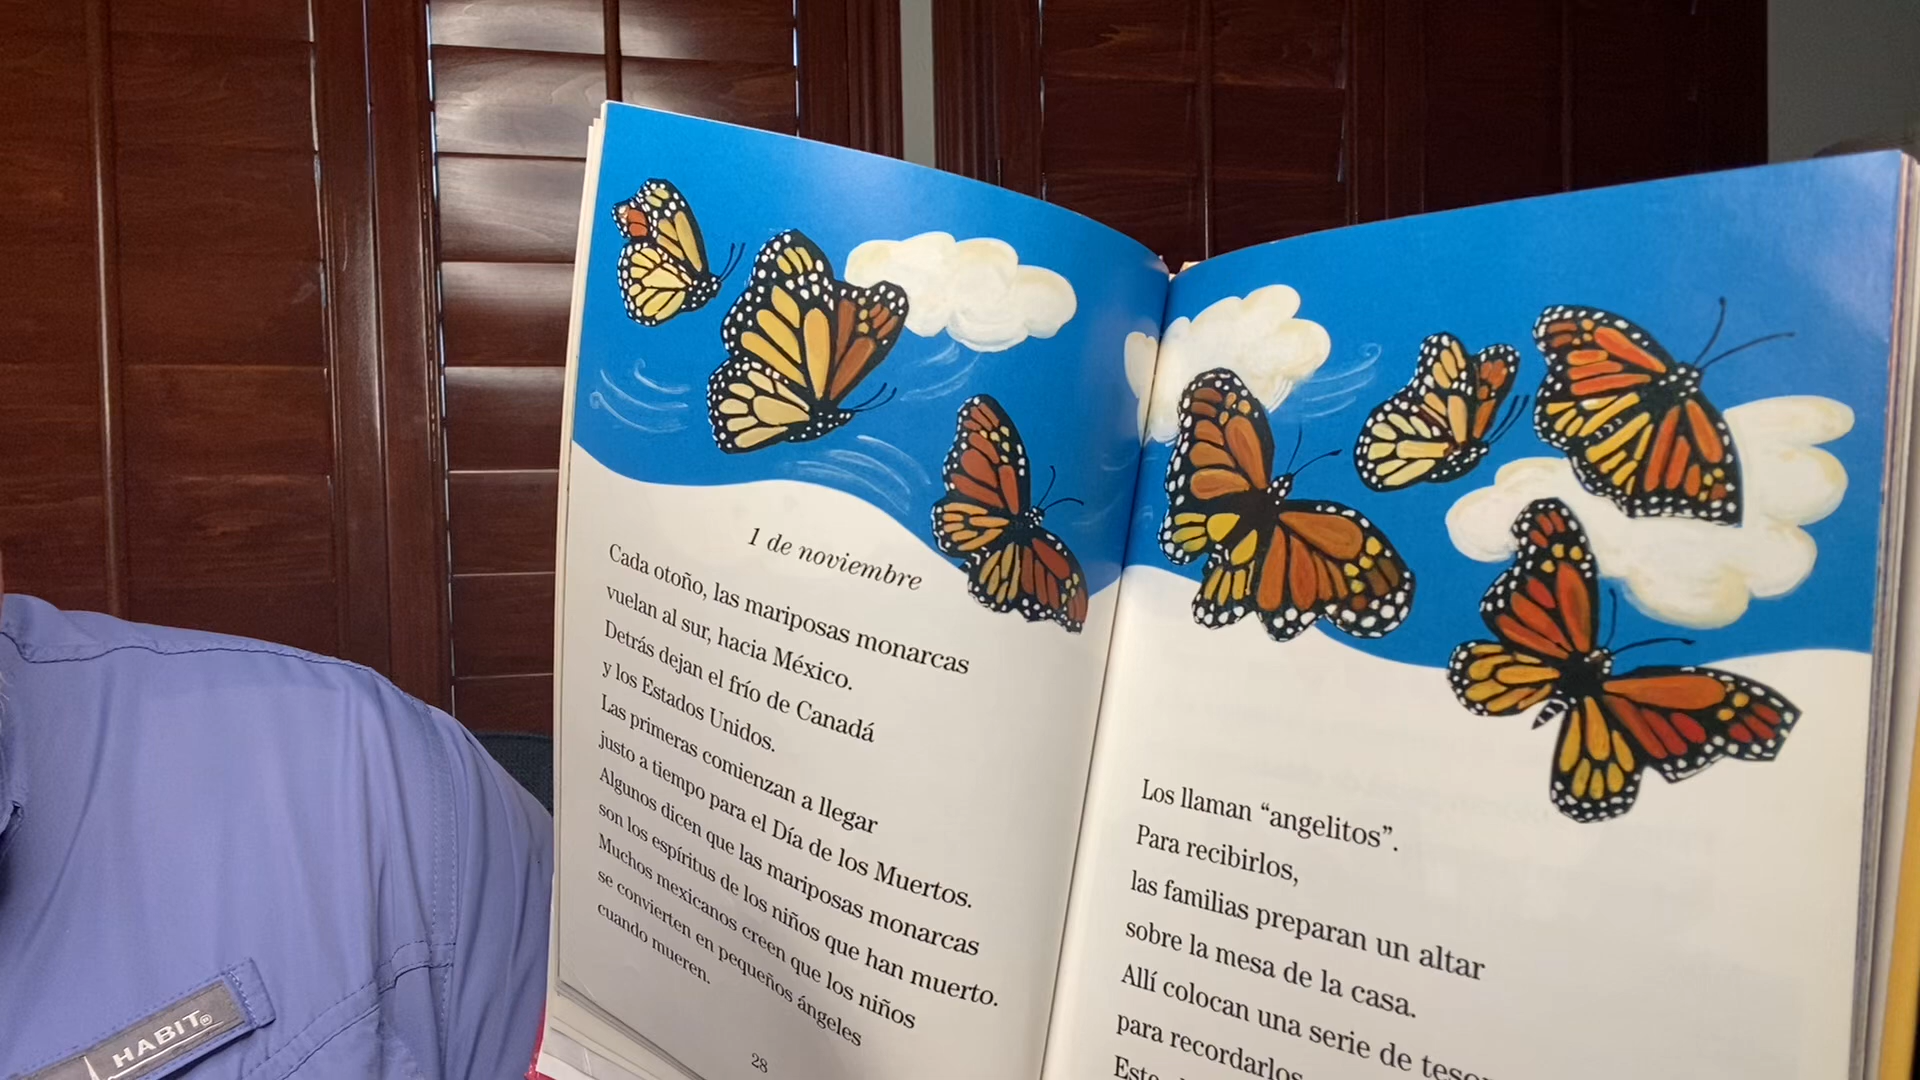 1 de noviembre
Cada otoño, las mariposas monarcas
vuelan al sur, hacia México.
Detrás dejan el frío de Canadá
y los Estados Unidos.
Las primeras comienzan a llegar
justo a tiempo para el Día de los Muertos.
Algunos dicen que las mariposas monarcas
son los espíritus de los niños que han muerto.
Muchos mexicanos creen que los niños
se convierten en pequeños ángeles
cuando mueren.
28
Los llaman “angelitos”.
Para recibirlos,
las familias preparan un altar
sobre la mesa de la casa.
Allí colocan una serie de
para recordarlos
HABIT